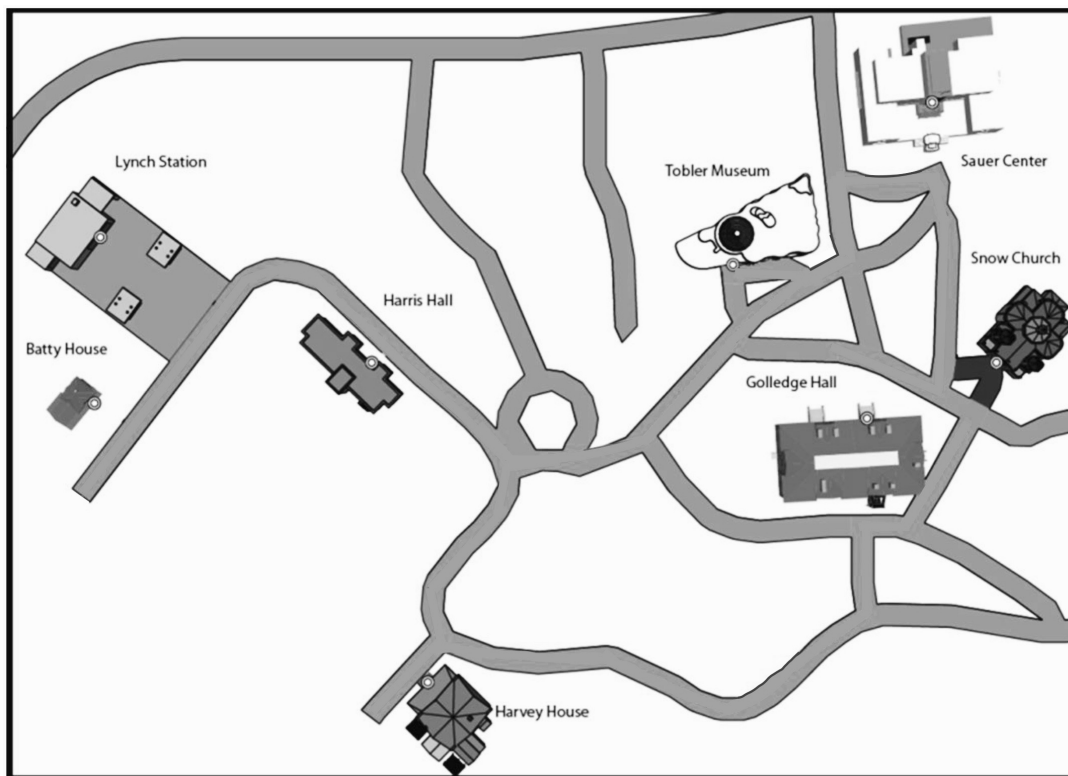 Lynch Station
Tobler Museum
Sauer Center
Snow Church
Harris Hall
Batty House
Golledge Hall
Harvey House